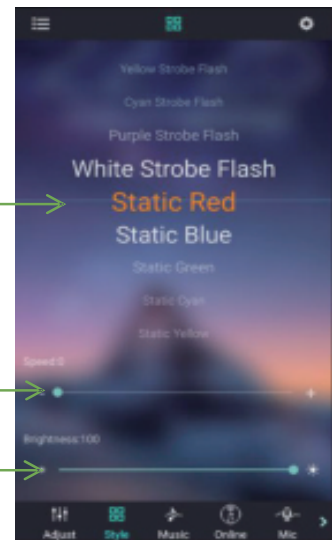 Yellow Strobe Flash
Cyan Strobe Flash
Purple Strobe Flash
White Strobe Flash
Static Red
Static Blue
Static Green
Static Cyan
Static Yellow
Speed:0
Brightness:100
Adjust Style Music Online Mic